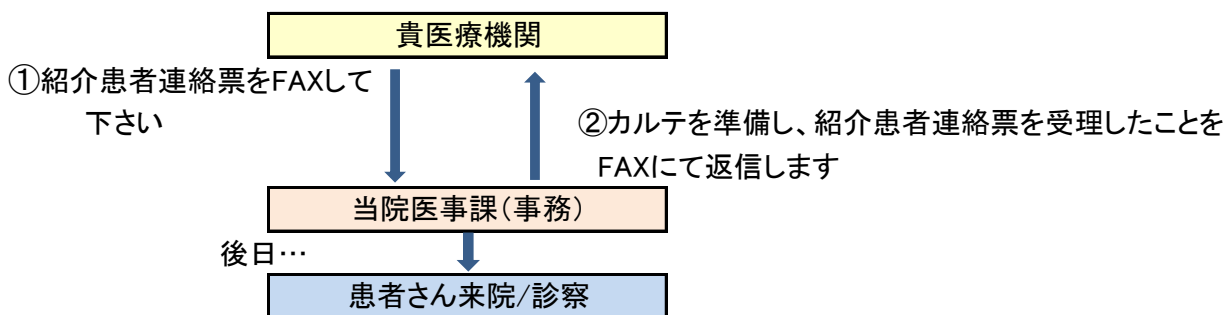 貴医療機関
①紹介患者連絡票をFAXして
下さい
②カルテを準備し、紹介患者連絡票を受理したことを
FAXにて返信します
当院医事課(事務)
後日…
患者さん来院/診察